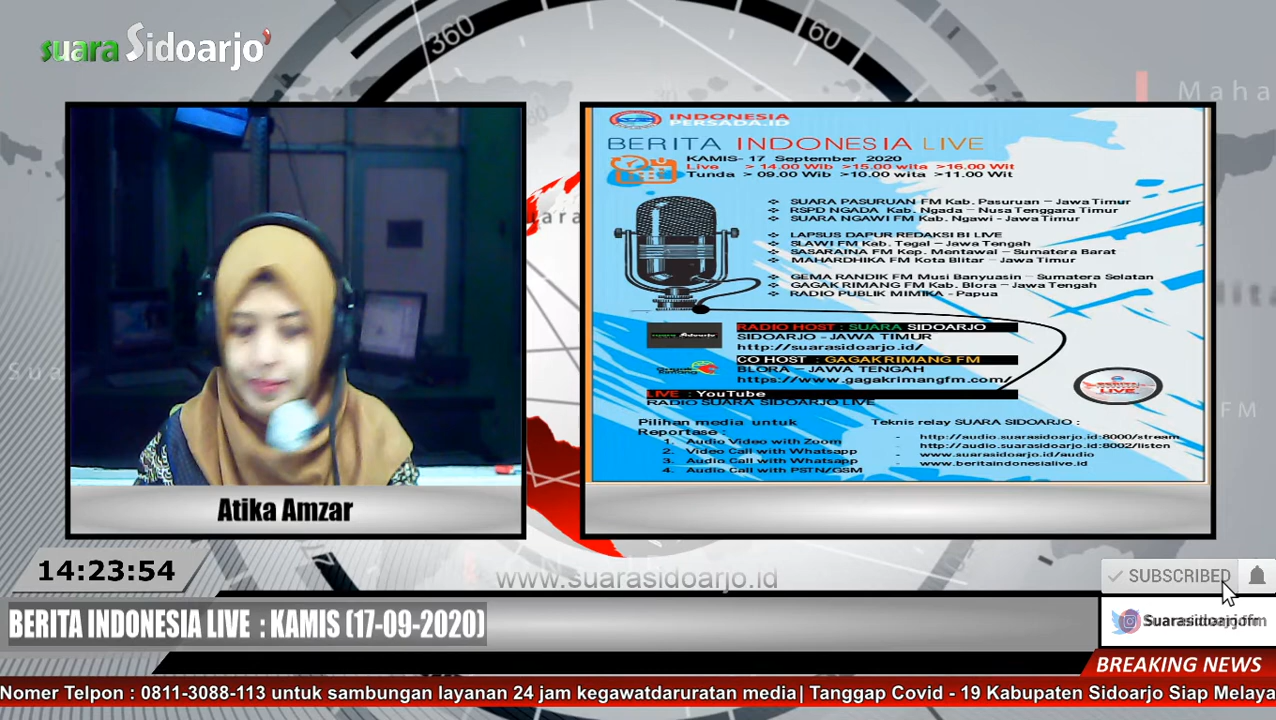 suara Sidoarjo
360
60
Maha
INDONESIA
PERSADA.ID
BERITA INDONESIA LIVE
KAMIS- 17 September 2020
Live > 14.00 Wib >15.00 wita >16.00 Wit
Tunda > 09.00 Wib >10.00 wita >11.00 Wit
❖ SUARA PASURUAN FM Kab. Pasuruan – Jawa Timur
❖ RSPD NGADA Kab. Ngada – Nusa Tenggara Timur
❖ SUARA NGAWI FM Kab. Ngawi - Jawa Timur
❖ LAPSUS DAPUR REDAKSI BI LIVE
❖ SLAWI FM Kab. Tegal – Jawa Tengah
❖ SASARAINA FM Kep. Mentawai – Sumatera Barat
❖ MAHARDHIKA FM Kota Blitar – Jawa Timur
❖ GEMA RANDIK FM Musi Banyuasin – Sumatera Selatan
❖ GAGAK RIMANG FM Kab. Blora – Jawa Tengah
❖ RADIO PUBLIK MIMIKA - Papua
RADIO HOST : SUARA SIDOARJO
SIDOARJO - JAWA TIMUR
http://suarasidoarjo.id/
CO HOST : GAGAK RIMANG FM
BLORA – JAWA TENGAH
https://www.gagakrimangfm.com/
LIVE : YouTube
RADIO SUARA SIDOARJO LIVE
BERITA
LIVE
Pilihan media untuk
Reportase :
1. Audio Video with Zoom
2. Video Call with Whatsapp
3. Audio Call with Whatsapp
4. Audio Call with PSTN/GSM
Teknis relay SUARA SIDOARJO :
- http://audio.suarasidoarjo.id:8000/stream
- http://audio.suarasidoarjo.id:8002/listen
- www.suarasidoarjo.id/audio
- www.beritaindonesialive.id
FM
Atika Amzar
14:23:54
www.suarasidoarjo.id
SUBSCRIBED
BERITA INDONESIA LIVE : KAMIS (17-09-2020)
BREAKING NEWS
Nomer Telpon : 0811-3088-113 untuk sambungan layanan 24 jam kegawatdaruratan media| Tanggap Covid - 19 Kabupaten Sidoarjo Siap Melaya